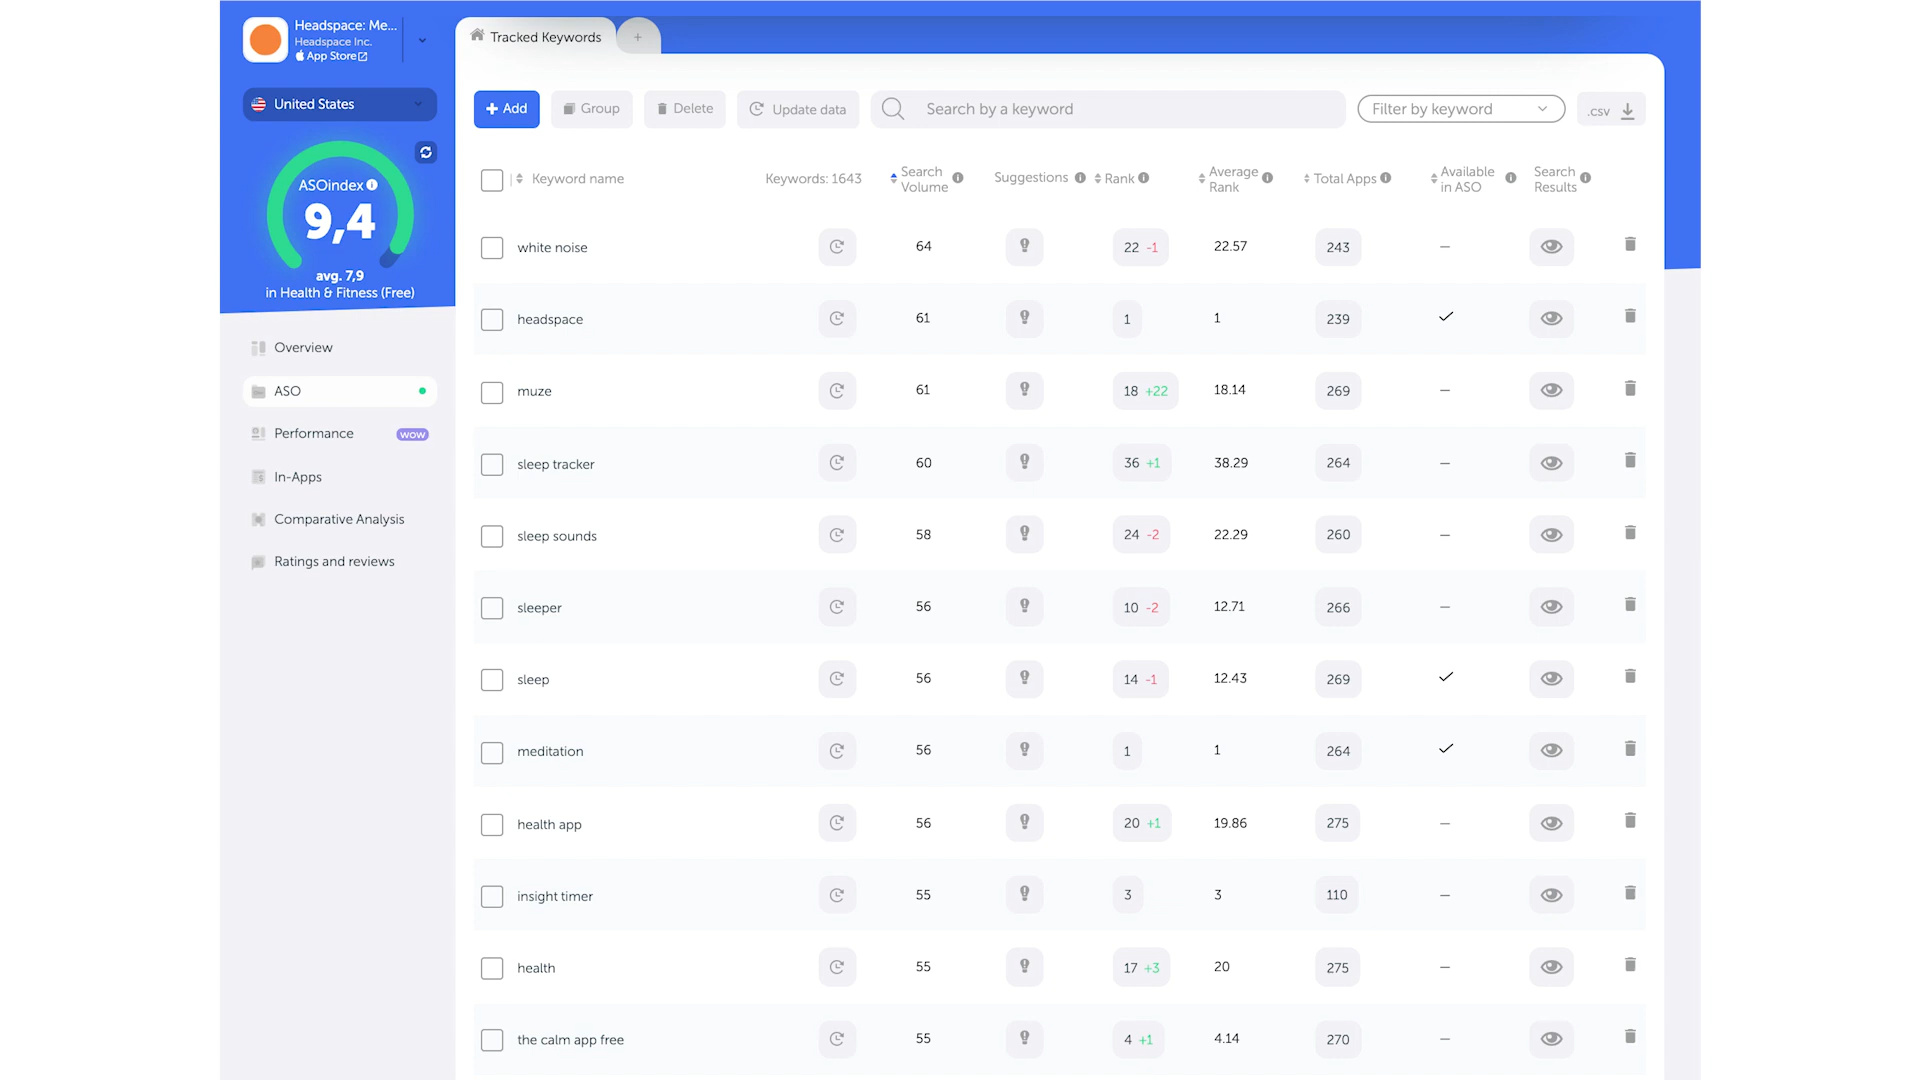 Headspace: Me...
Headspace Inc.
App Store
United States
ASOindex
9,4
avg. 7,9
in Health & Fitness (Free)
Overview
ASO
Performance wow
In-Apps
Comparative Analysis
Ratings and reviews
Tracked Keywords +
+ Add Group Delete Update data Search by a keyword Filter by keyword .csv
Keyword name Keywords: 1643 Search Volume Suggestions Rank Average Rank Total Apps Available in ASO Search Results
white noise 64 22 -1 22.57 243 –
headspace 61 1 1 239
muze 61 18 +22 18.14 269 –
sleep tracker 60 36 +1 38.29 264 –
sleep sounds 58 24 -2 22.29 260 –
sleeper 56 10 -2 12.71 266 –
sleep 56 14 -1 12.43 269
meditation 56 1 1 264
health app 56 20 +1 19.86 275 –
insight timer 55 3 3 110 –
health 55 17 +3 20 275 –
the calm app free 55 4 +1 4.14 270 –